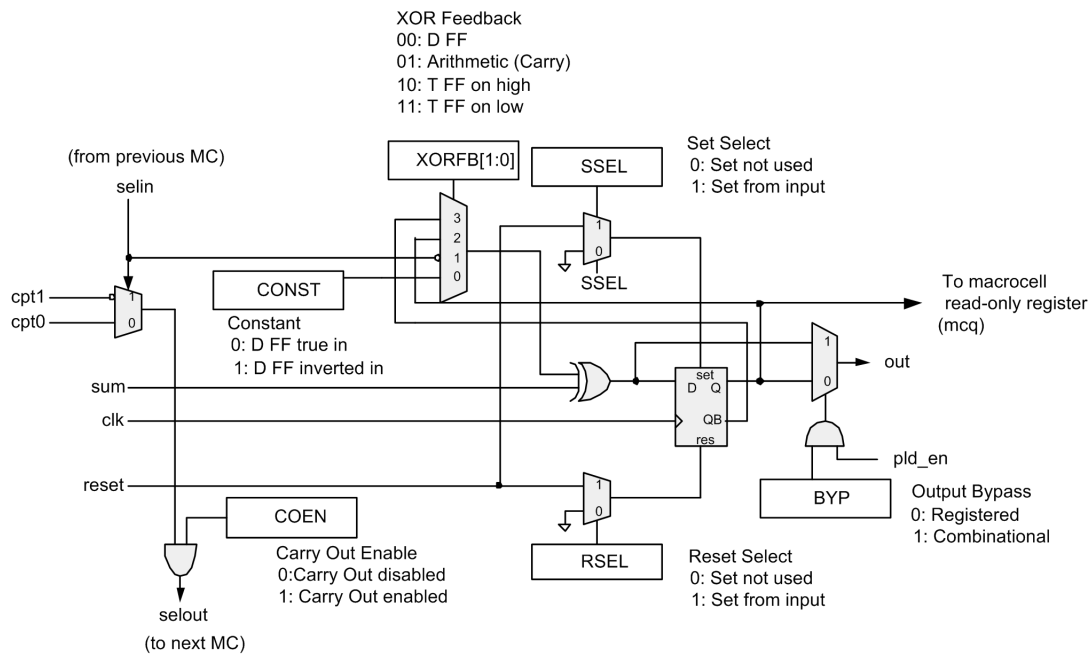 XOR Feedback
00: D FF
01: Arithmetic (Carry)
10: T FF on high
11: T FF on low
(from previous MC)
selin
XORFB[1:0]
SSEL
Set Select
0: Set not used
1: Set from input
3
2
1
0
1
0
SSEL
CONST
Constant
0: D FF true in
1: D FF inverted in
cpt1
cpt0
1
0
To macrocell
read-only register
(mcq)
1
0
out
sum
set
D Q
QB
res
clk
pld_en
reset
1
0
BYP
Output Bypass
0: Registered
1: Combinational
COEN
Carry Out Enable
0:Carry Out disabled
1: Carry Out enabled
RSEL
Reset Select
0: Set not used
1: Set from input
selout
(to next MC)